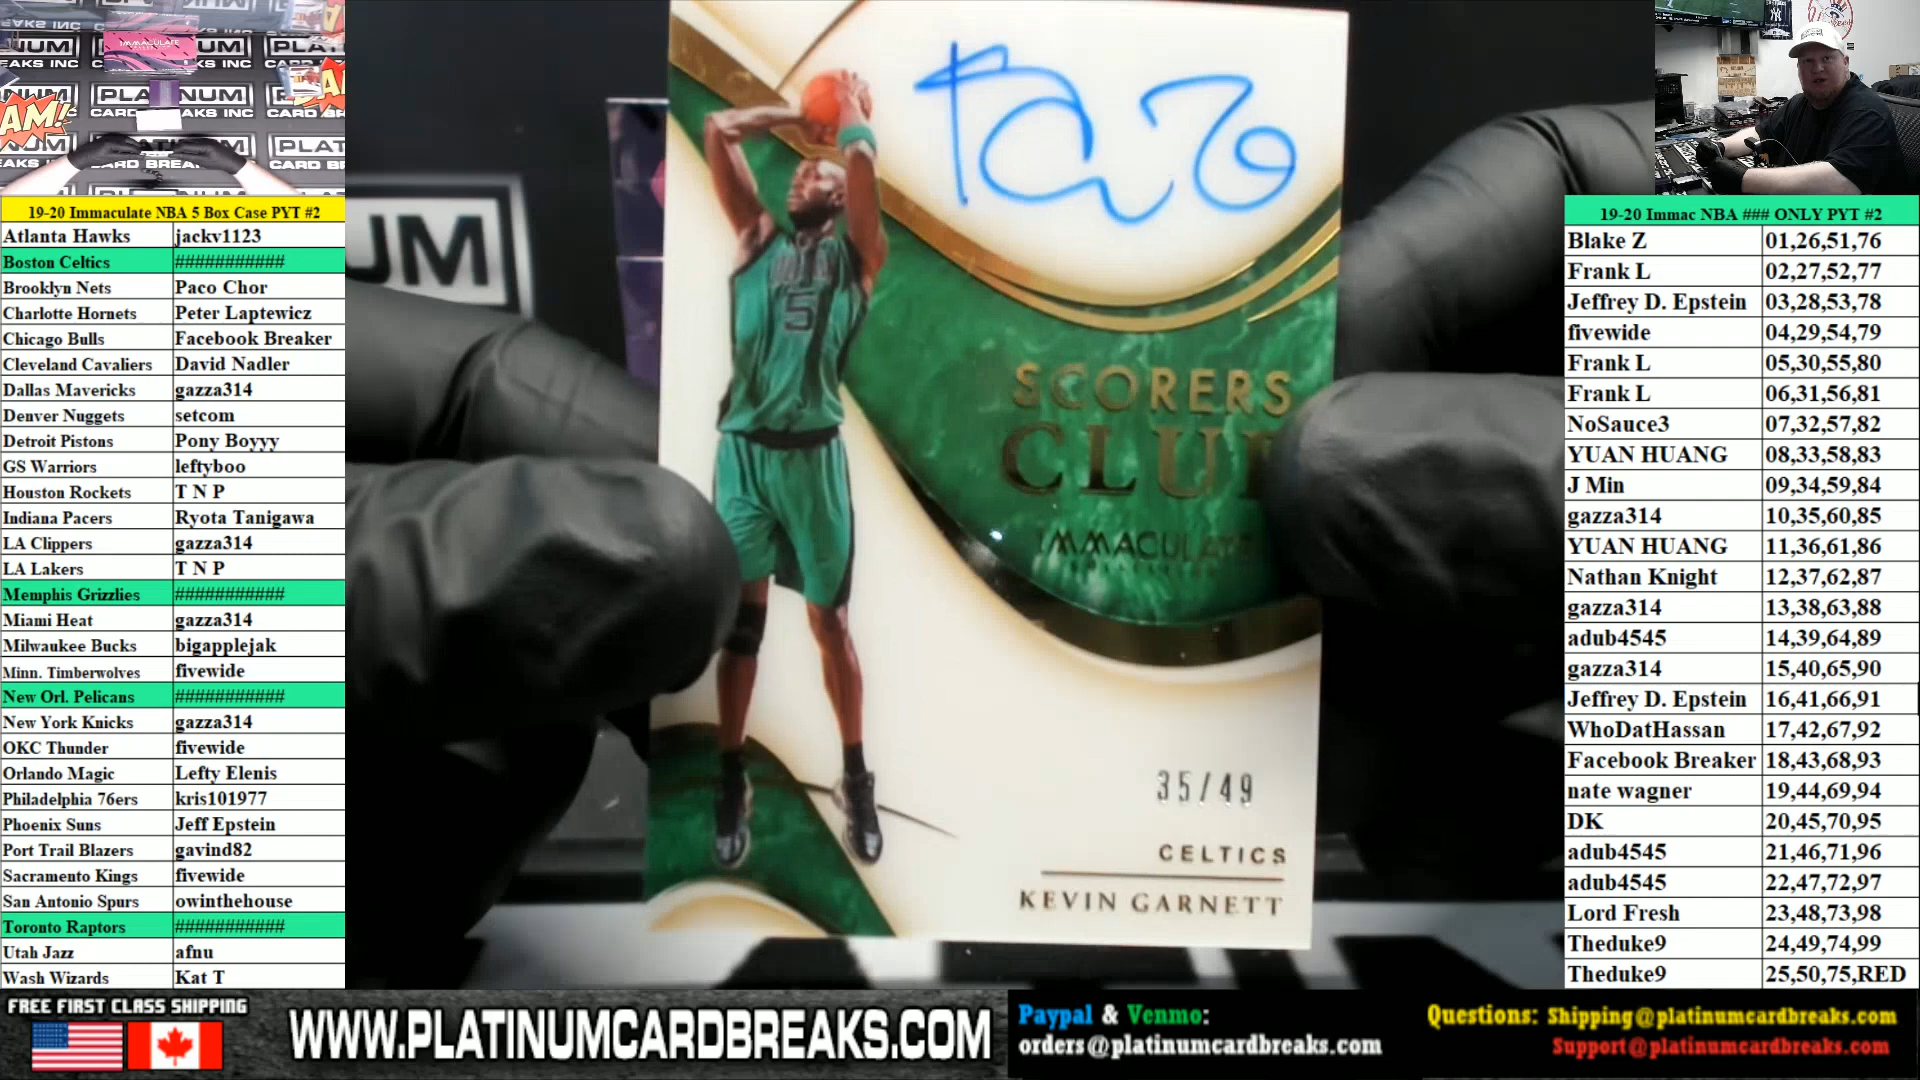 19-20 Immaculate NBA 5 Box Case PYT #2
Atlanta Hawks jackv1123
Boston Celtics ###########
Brooklyn Nets Paco Chor
Charlotte Hornets Peter Laptewicz
Chicago Bulls Facebook Breaker
Cleveland Cavaliers David Nadler
Dallas Mavericks gazza314
Denver Nuggets setcom
Detroit Pistons Pony Boyyy
GS Warriors leftyboo
Houston Rockets T N P
Indiana Pacers Ryota Tanigawa
LA Clippers gazza314
LA Lakers T N P
Memphis Grizzlies ###########
Miami Heat gazza314
Milwaukee Bucks bigapplejak
Minn. Timberwolves fivewide
New Orl. Pelicans ###########
New York Knicks gazza314
OKC Thunder fivewide
Orlando Magic Lefty Elenis
Philadelphia 76ers kris101977
Phoenix Suns Jeff Epstein
Port Trail Blazers gavind82
Sacramento Kings fivewide
San Antonio Spurs owinthehouse
Toronto Raptors ###########
Utah Jazz afnu
Wash Wizards Kat T
5
SCORERS
CLU
IMMACULATE
35/49
CELTICS
KEVIN GARNETT
19-20 Immac NBA ### ONLY PYT #2
Blake Z 01,26,51,76
Frank L 02,27,52,77
Jeffrey D. Epstein 03,28,53,78
fivewide 04,29,54,79
Frank L 05,30,55,80
Frank L 06,31,56,81
NoSauce3 07,32,57,82
YUAN HUANG 08,33,58,83
J Min 09,34,59,84
gazza314 10,35,60,85
YUAN HUANG 11,36,61,86
Nathan Knight 12,37,62,87
gazza314 13,38,63,88
adub4545 14,39,64,89
gazza314 15,40,65,90
Jeffrey D. Epstein 16,41,66,91
WhoDatHassan 17,42,67,92
Facebook Breaker 18,43,68,93
nate wagner 19,44,69,94
DK 20,45,70,95
adub4545 21,46,71,96
adub4545 22,47,72,97
Lord Fresh 23,48,73,98
Theduke9 24,49,74,99
Theduke9 25,50,75,RED
FREE FIRST CLASS SHIPPING
WWW.PLATINUMCARDBREAKS.COM
Paypal & Venmo:
orders@platinumcardbreaks.com
Questions: Shipping@platinumcardbreaks.com
Support@platinumcardbreaks.com